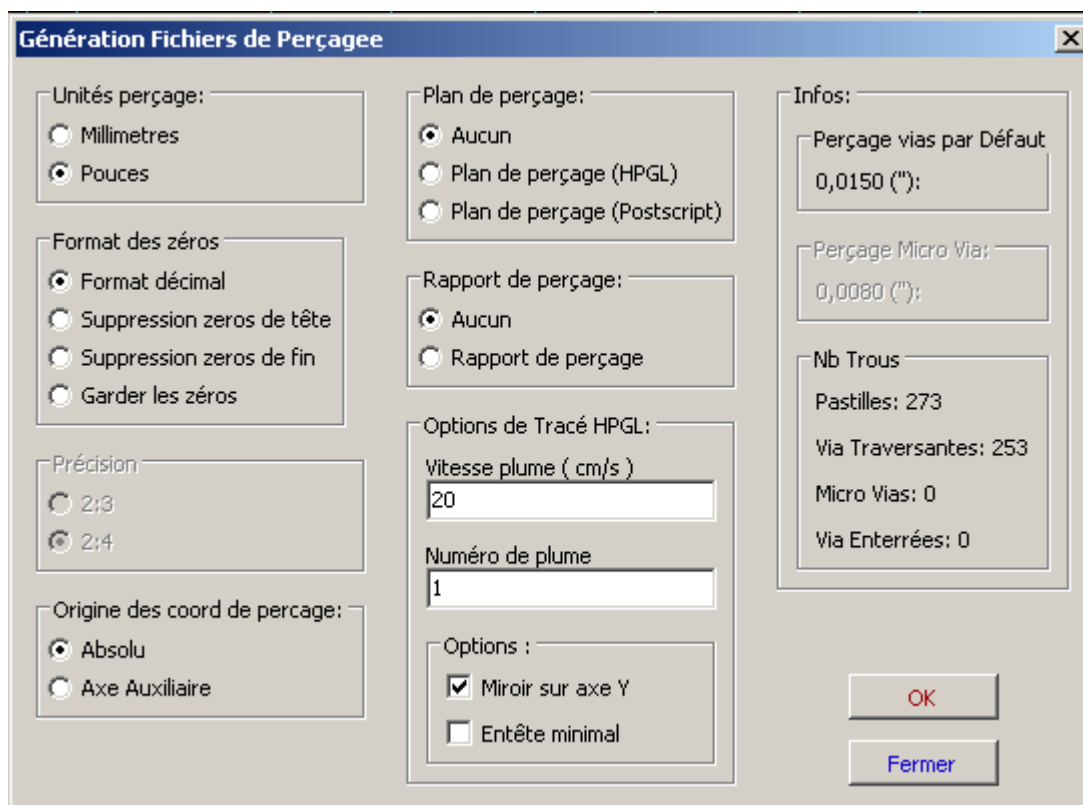 Génération Fichiers de Perçagee
Unités perçage:
Millimetres
Pouces
Format des zéros
Format décimal
Suppression zeros de tête
Suppression zeros de fin
Garder les zéros
Précision
2:3
2:4
Origine des coord de percage:
Absolu
Axe Auxiliaire
Plan de perçage:
Aucun
Plan de perçage (HPGL)
Plan de perçage (Postscript)
Rapport de perçage:
Aucun
Rapport de perçage
Options de Tracé HPGL:
Vitesse plume ( cm/s )
20
Numéro de plume
1
Options :
Miroir sur axe Y
Entête minimal
Infos:
Perçage vias par Défaut
0,0150 ("):
Perçage Micro Via:
0,0080 ("):
Nb Trous
Pastilles: 273
Via Traversantes: 253
Micro Vias: 0
Via Enterrées: 0
OK
Fermer